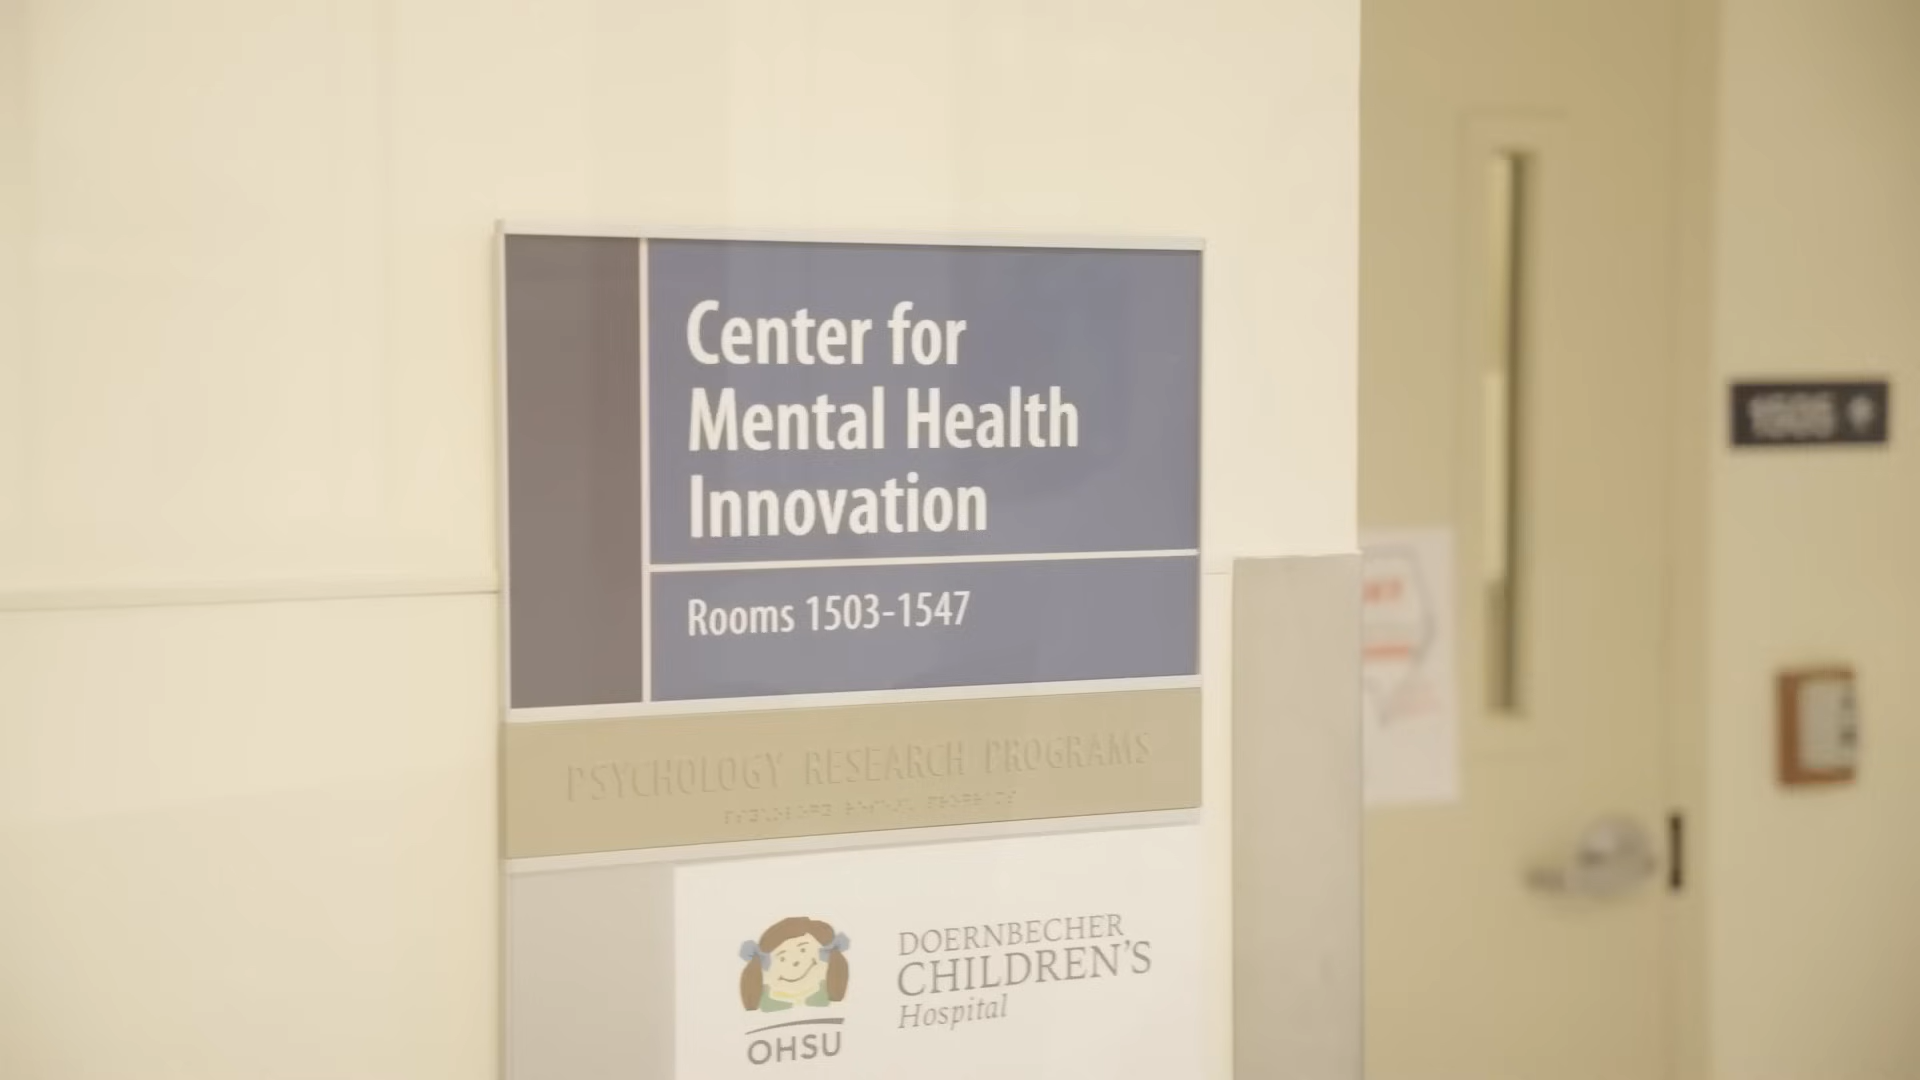 Center for
Mental Health
Innovation
Rooms 1503-1547
PSYCHOLOGY RESEARCH PROGRAMS
DOERNBECHER
CHILDREN'S
Hospital
OHSU